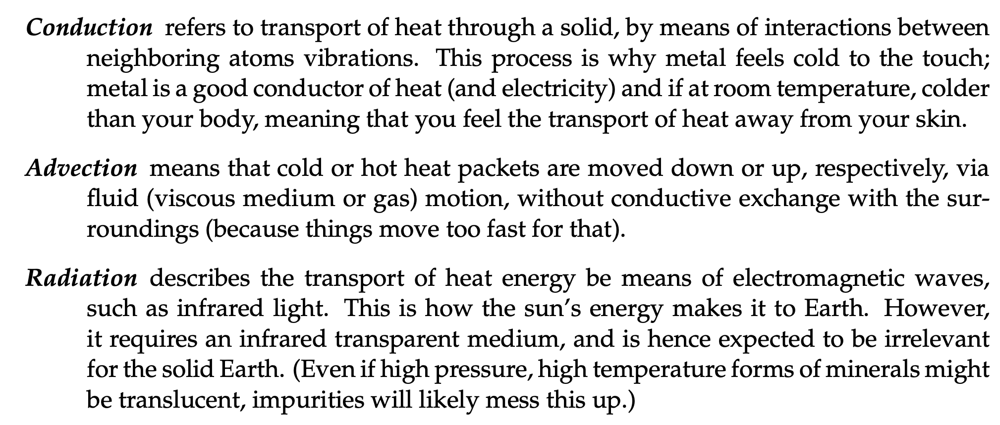 Conduction refers to transport of heat through a solid, by means of interactions between
neighboring atoms vibrations. This process is why metal feels cold to the touch;
metal is a good conductor of heat (and electricity) and if at room temperature, colder
than your body, meaning that you feel the transport of heat away from your skin.
Advection means that cold or hot heat packets are moved down or up, respectively, via
fluid (viscous medium or gas) motion, without conductive exchange with the sur-
roundings (because things move too fast for that).
Radiation describes the transport of heat energy be means of electromagnetic waves,
such as infrared light. This is how the sun's energy makes it to Earth. However,
it requires an infrared transparent medium, and is hence expected to be irrelevant
for the solid Earth. (Even if high pressure, high temperature forms of minerals might
be translucent, impurities will likely mess this up.)